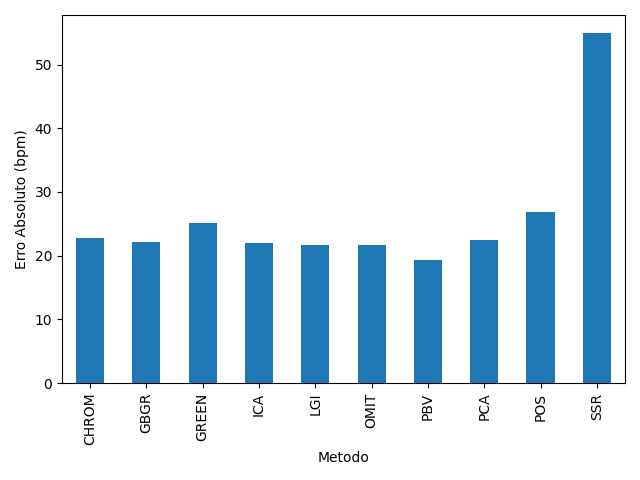 Erro Absoluto (bpm)
50
40
30
20
10
0
CHROM
GBGR
GREEN
ICA
LGI
OMIT
PBV
PCA
POS
SSR
Metodo